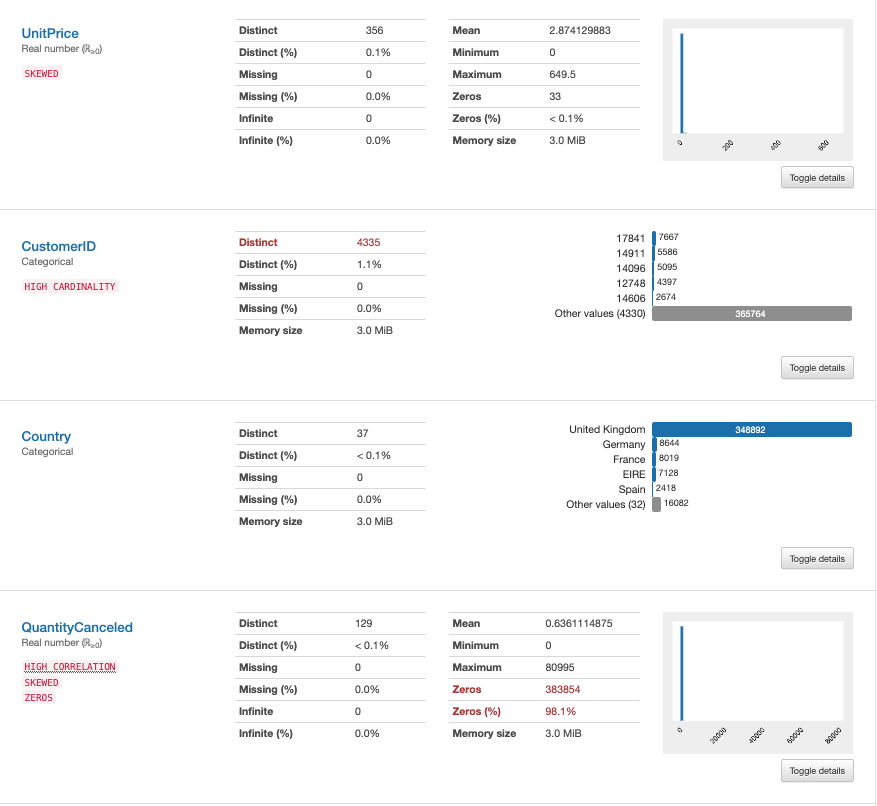 UnitPrice
Real number (ℝ≥0)
SKEWED
Distinct 356
Distinct (%) 0.1%
Missing 0
Missing (%) 0.0%
Infinite 0
Infinite (%) 0.0%
Mean 2.874129883
Minimum 0
Maximum 649.5
Zeros 33
Zeros (%) < 0.1%
Memory size 3.0 MiB
0 200 400 600
Toggle details
CustomerID
Categorical
HIGH CARDINALITY
Distinct 4335
Distinct (%) 1.1%
Missing 0
Missing (%) 0.0%
Memory size 3.0 MiB
17841 7667
14911 5586
14096 5095
12748 4397
14606 2674
Other values (4330) 365764
Toggle details
Country
Categorical
Distinct 37
Distinct (%) < 0.1%
Missing 0
Missing (%) 0.0%
Memory size 3.0 MiB
United Kingdom 348892
Germany 8644
France 8019
EIRE 7128
Spain 2418
Other values (32) 16082
Toggle details
QuantityCanceled
Real number (ℝ≥0)
HIGH CORRELATION
SKEWED
ZEROS
Distinct 129
Distinct (%) < 0.1%
Missing 0
Missing (%) 0.0%
Infinite 0
Infinite (%) 0.0%
Mean 0.6361114875
Minimum 0
Maximum 80995
Zeros 383854
Zeros (%) 98.1%
Memory size 3.0 MiB
0 20000 40000 60000 80000
Toggle details